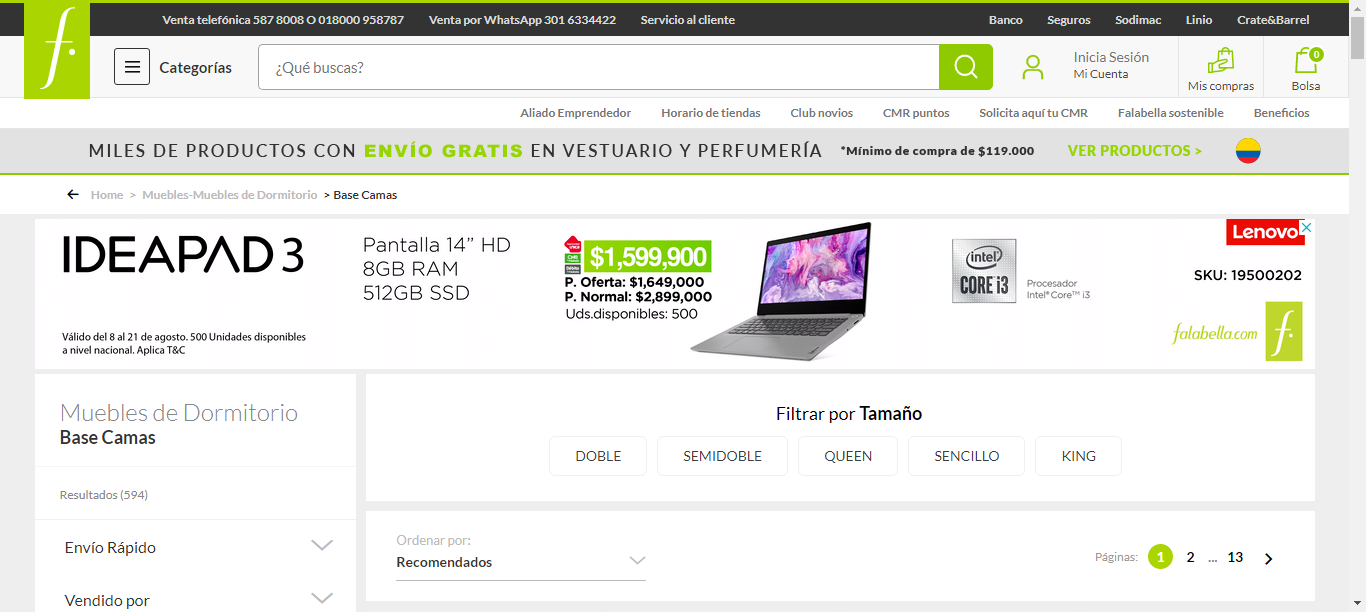 Venta telefónica 587 8008 O 018000 958787 Venta por WhatsApp 301 6334422 Servicio al cliente Banco Seguros Sodimac Linio Crate&Barrel
f.
Categorías ¿Qué buscas? Inicia Sesión
Mi Cuenta
Mis compras
0
Bolsa
Aliado Emprendedor Horario de tiendas Club novios CMR puntos Solicita aquí tu CMR Falabella sostenible Beneficios
MILES DE PRODUCTOS CON ENVÍO GRATIS EN VESTUARIO Y PERFUMERÍA *Mínimo de compra de $119.000 VER PRODUCTOS >
Home > Muebles-Muebles de Dormitorio > Base Camas
IDEAPAD 3
Válido del 8 al 21 de agosto. 500 Unidades disponibles
a nivel nacional. Aplica T&C
Pantalla 14” HD
8GB RAM
512GB SSD
$1,599,900
P. Oferta: $1,649,000
P. Normal: $2,899,000
Uds.disponibles: 500
intel
CORE i3
Procesador
Intel® Core™ i3
Lenovo
SKU: 19500202
falabella.com f.
Muebles de Dormitorio
Base Camas
Resultados (594)
Envío Rápido
Vendido por
Filtrar por Tamaño
DOBLE SEMIDOBLE QUEEN SENCILLO KING
Ordenar por:
Recomendados
Páginas: 1 2 ... 13